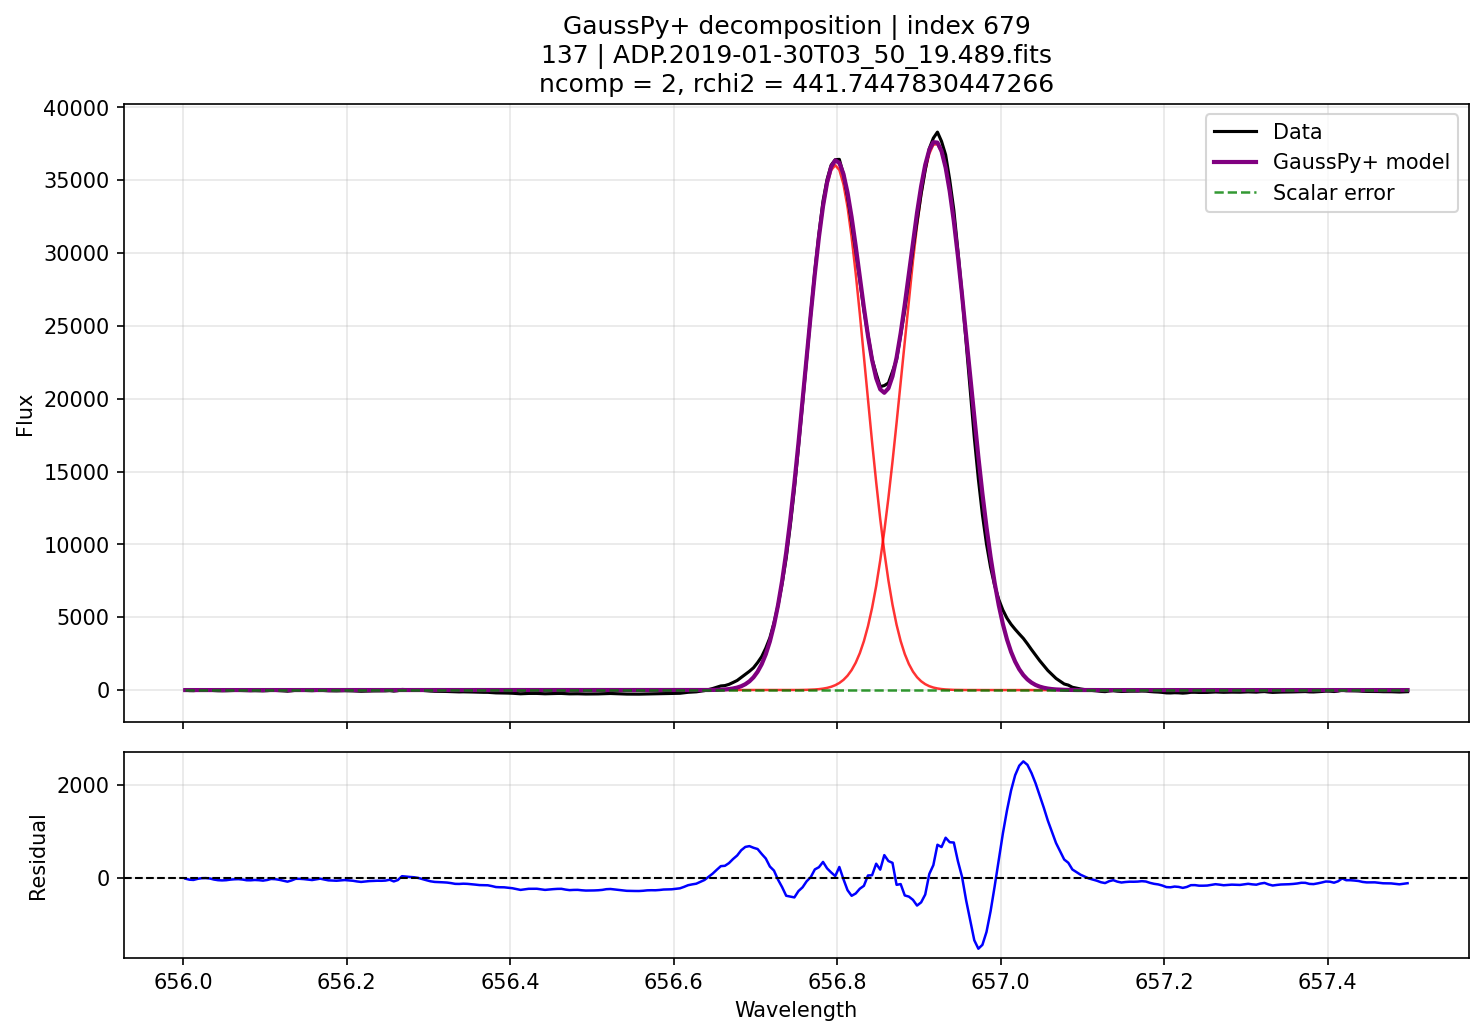 GaussPy+ decomposition | index 679
137 | ADP.2019-01-30T03_50_19.489.fits
ncomp = 2, rchi2 = 441.7447830447266
Data
GaussPy+ model
Scalar error
Flux
40000
35000
30000
25000
20000
15000
10000
5000
0
Residual
2000
0
656.0
656.2
656.4
656.6
656.8
657.0
657.2
657.4
Wavelength